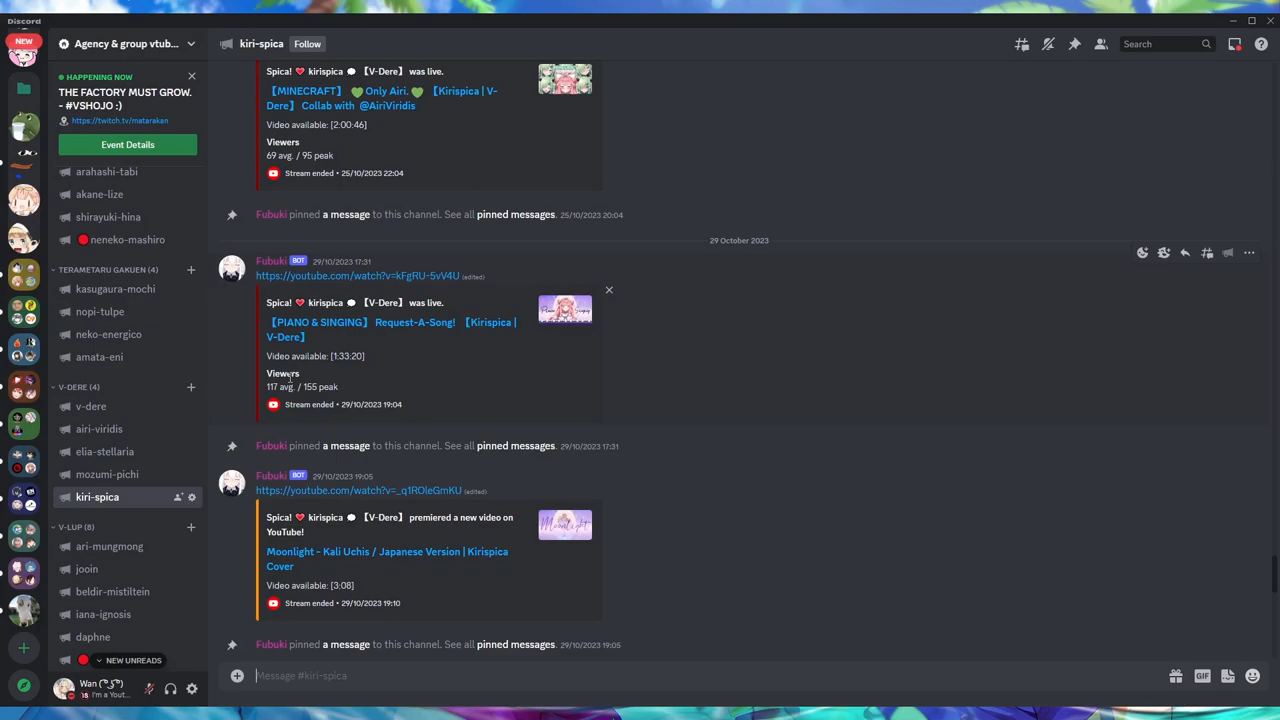 Discord
NEW
Agency & group vtub...
HAPPENING NOW
THE FACTORY MUST GROW.
- #VSHOJO :)
https://twitch.tv/matarakan
Event Details
arahashi-tabi
akane-lize
shirayuki-hina
neneko-mashiro
TERAMETARU GAKUEN (4)
kasugaura-mochi
nopi-tulpe
neko-energico
amata-eni
V-DERE (4)
v-dere
airi-viridis
elia-stellaria
mozumi-pichi
kiri-spica
V-LUP (8)
ari-mungmong
jooin
beldir-mistiltein
iana-ignosis
daphne
NEW UNREADS
Wan ( ͡° ͜ʖ ͡°)
I'm a Yout...
kiri-spica
Follow
Search
Spica! ❤️ kirispica 💬 【V-Dere】 was live.
【MINECRAFT】 💚 Only Airi. 💚 【Kirispica | V-
Dere】 Collab with @AiriViridis
Video available: [2:00:46]
Viewers
69 avg. / 95 peak
Stream ended • 25/10/2023 22:04
Fubuki pinned a message to this channel. See all pinned messages. 25/10/2023 20:04
29 October 2023
Fubuki BOT 29/10/2023 17:31
https://youtube.com/watch?v=kFgRU-5vV4U (edited)
Spica! ❤️ kirispica 💬 【V-Dere】 was live.
【PIANO & SINGING】 Request-A-Song! 【Kirispica |
V-Dere】
Piano
Singing
Video available: [1:33:20]
Viewers
117 avg. / 155 peak
Stream ended • 29/10/2023 19:04
Fubuki pinned a message to this channel. See all pinned messages. 29/10/2023 17:31
Fubuki BOT 29/10/2023 19:05
https://youtube.com/watch?v=_q1ROleGmKU (edited)
Spica! ❤️ kirispica 💬 【V-Dere】 premiered a new video on
YouTube!
Moonlight - Kali Uchis / Japanese Version | Kirispica
Cover
Moonlight
Video available: [3:08]
Stream ended • 29/10/2023 19:10
Fubuki pinned a message to this channel. See all pinned messages. 29/10/2023 19:05
Message #kiri-spica
GIF